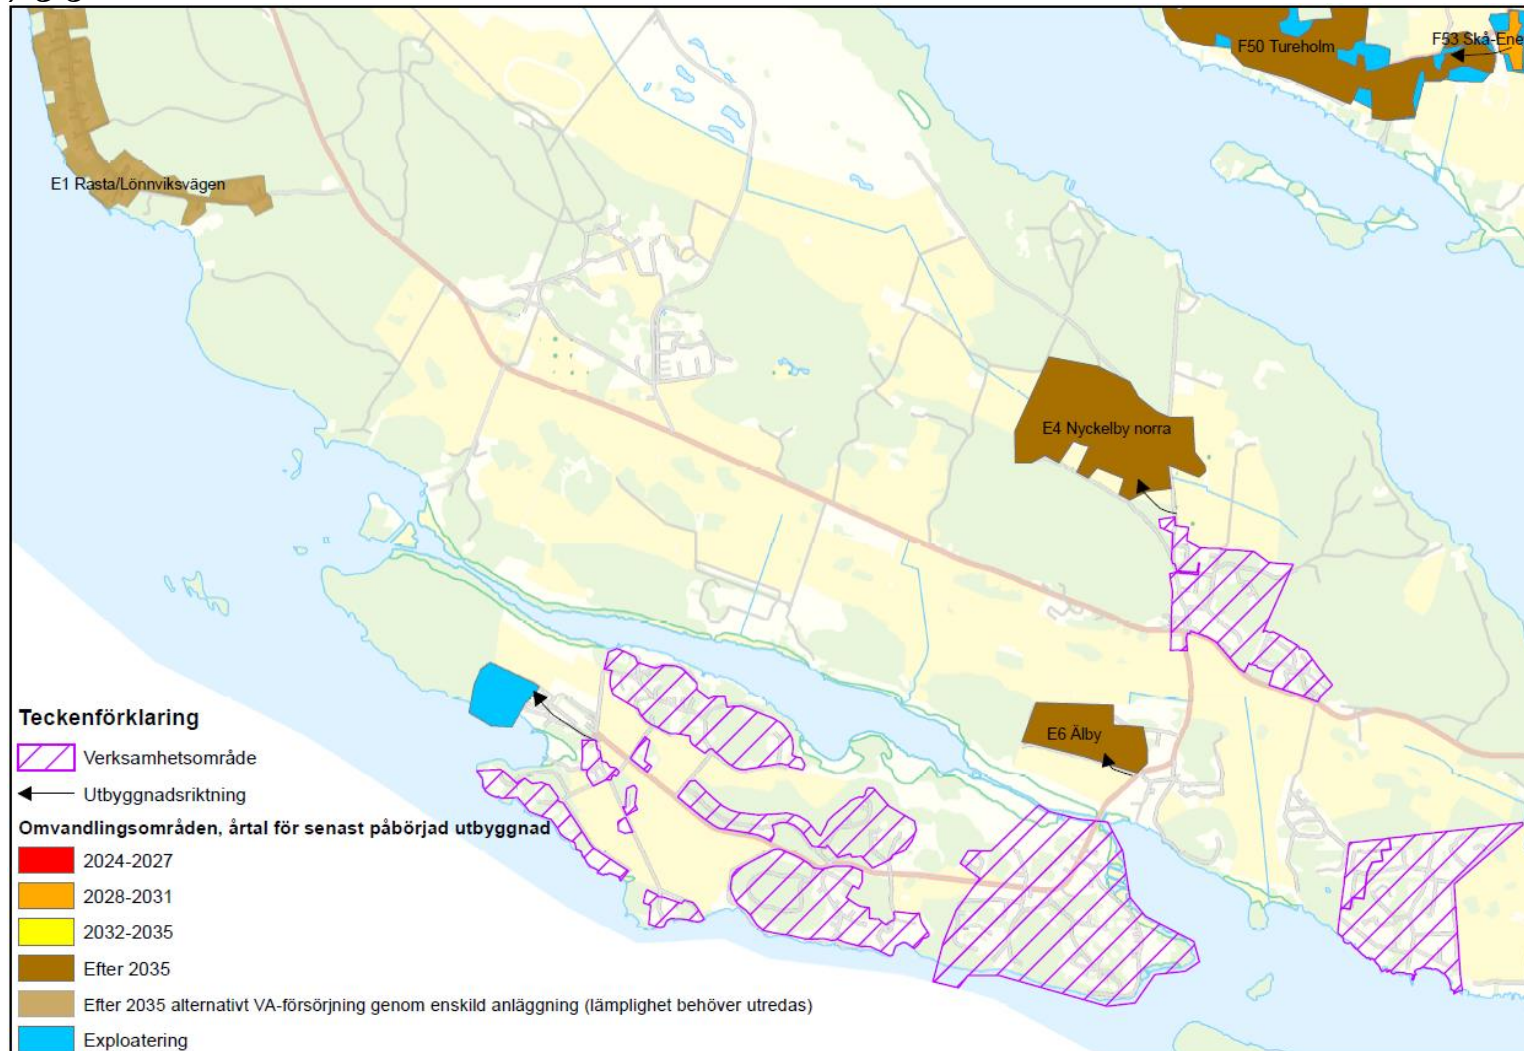 F50 Tureholm
F53 Skå-Ene
E1 Rasta/Lönnviksvägen
E4 Nyckelby norra
E6 Älby
Teckenförklaring
Verksamhetsområde
Utbyggnadsriktning
Omvandlingsområden, årtal för senast påbörjad utbyggnad
2024-2027
2028-2031
2032-2035
Efter 2035
Efter 2035 alternativt VA-försörjning genom enskild anläggning (lämplighet behöver utredas)
Exploatering